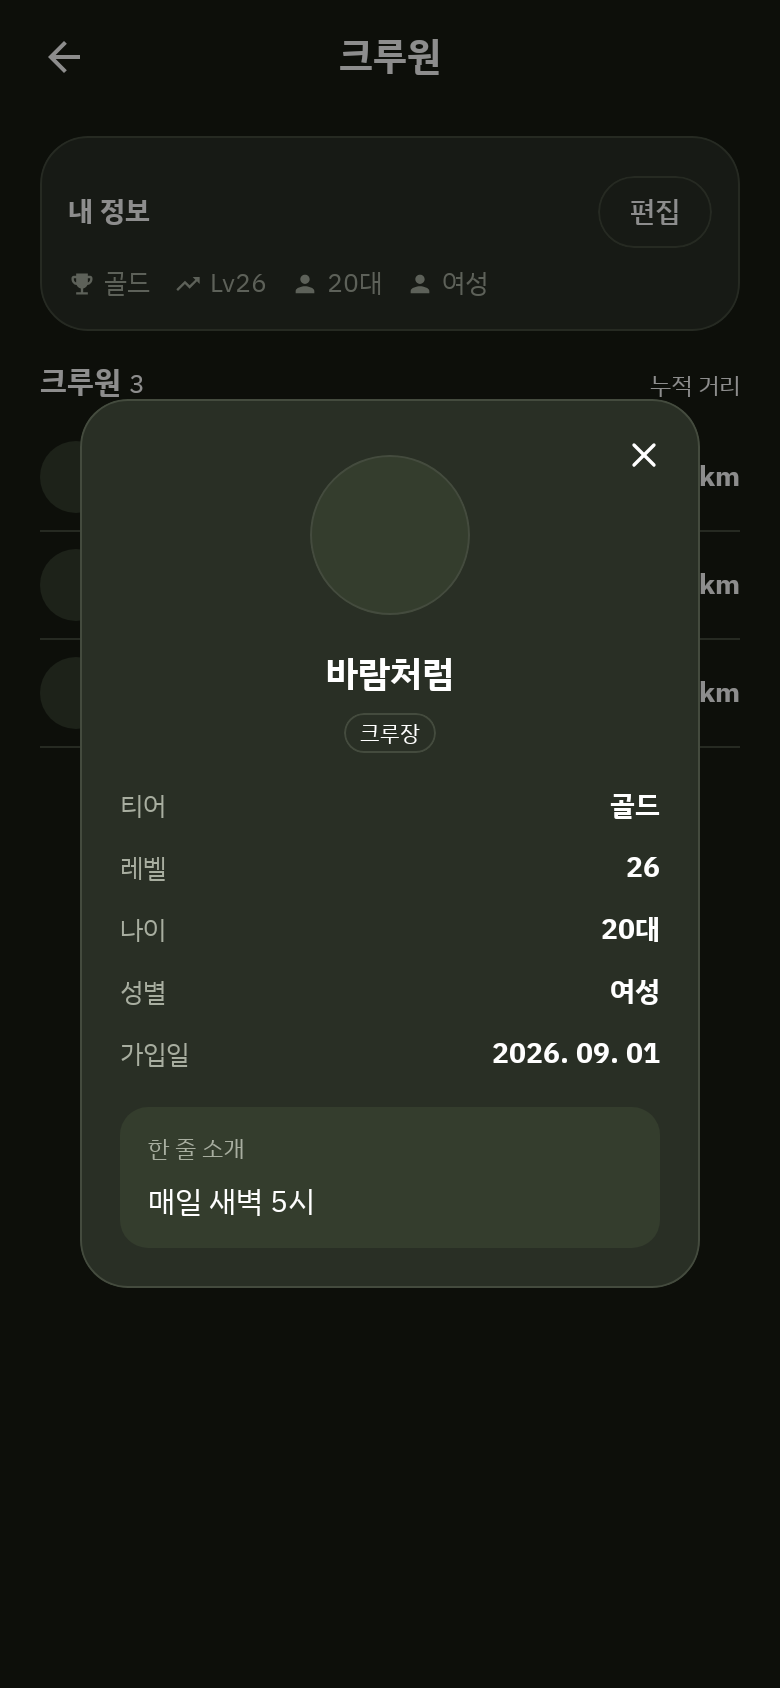 크루원
내 정보
편집
골드 Lv26 20대 여성
크루원 3
누적 거리
km
km
km
바람처럼
크루장
티어 골드
레벨 26
나이 20대
성별 여성
가입일 2026. 09. 01
한 줄 소개
매일 새벽 5시